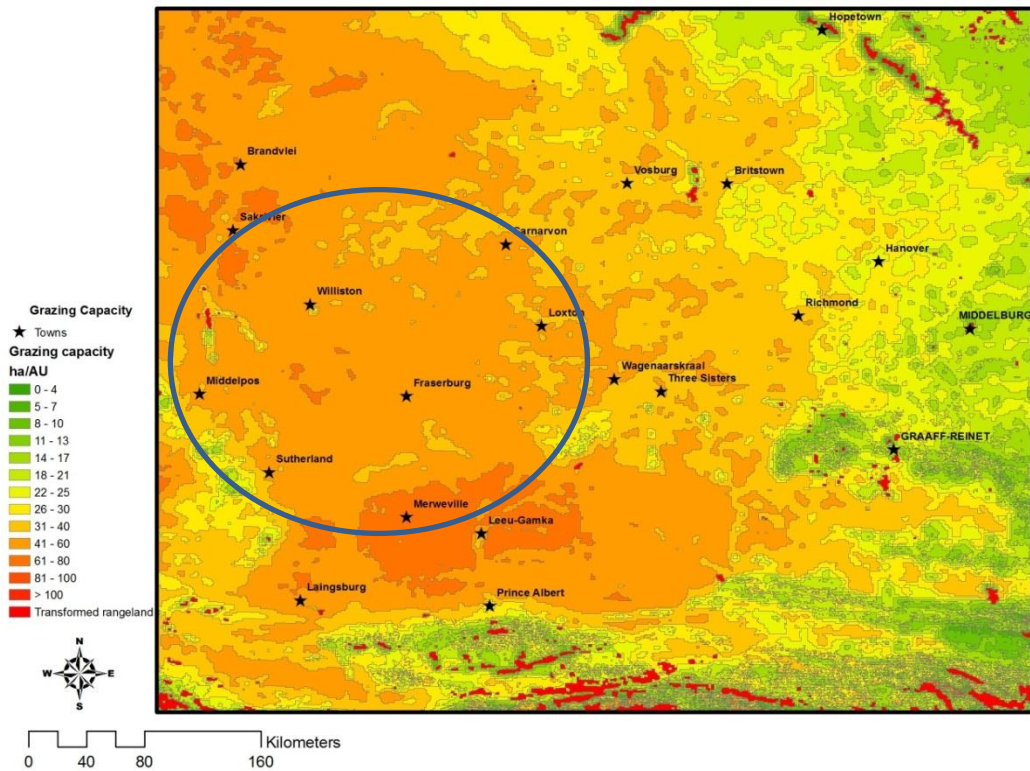 Hopetown
Brandvlei
Vosburg
Britstown
Sakrivier
Carnarvon
Hanover
Williston
Loxton
Richmond
MIDDELBURG
Wagenaarskraal
Three Sisters
Middelpos
Fraserburg
GRAAFF-REINET
Sutherland
Merweville
Leeu-Gamka
Laingsburg
Prince Albert
Grazing Capacity
Towns
Grazing capacity
ha/AU
0 - 4
5 - 7
8 - 10
11 - 13
14 - 17
18 - 21
22 - 25
26 - 30
31 - 40
41 - 60
61 - 80
81 - 100
> 100
Transformed rangeland
N
W E
S
Kilometers
0 40 80 160